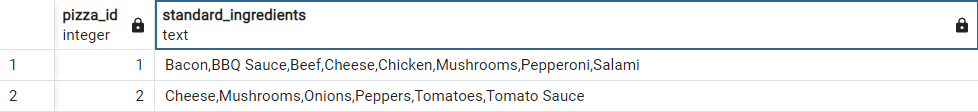 pizza_id standard_ingredients
integer text
1 1 Bacon,BBQ Sauce,Beef,Cheese,Chicken,Mushrooms,Pepperoni,Salami
2 2 Cheese,Mushrooms,Onions,Peppers,Tomatoes,Tomato Sauce